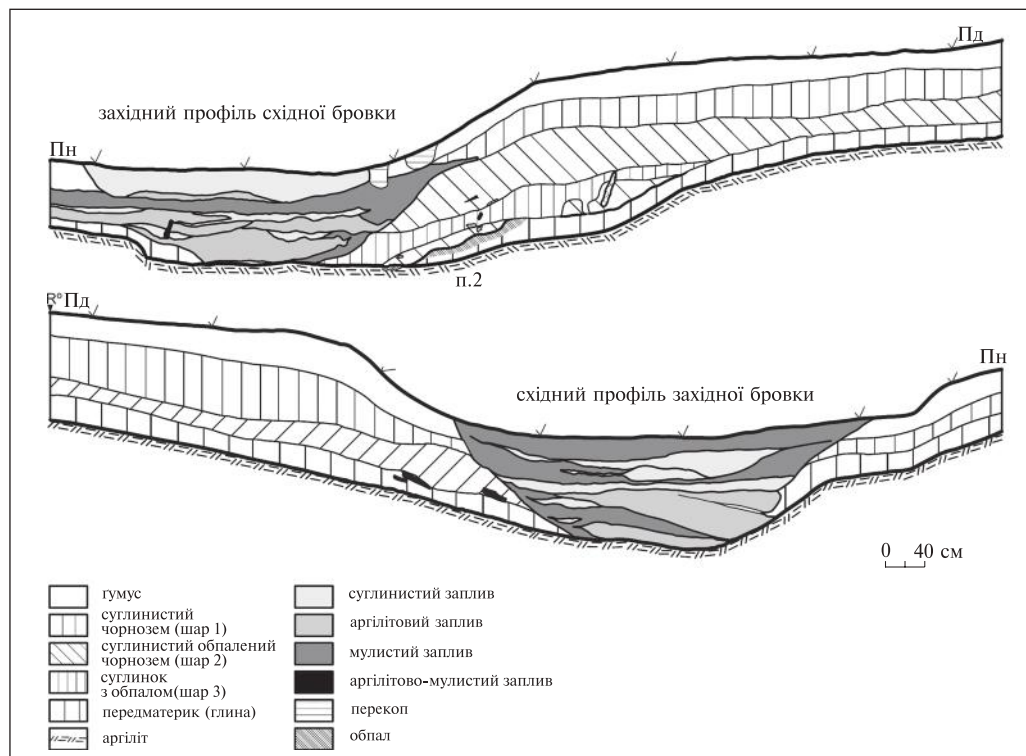 Пд
західний профіль східної бровки
Пн
п.2
R° Пд
Пн
східний профіль західної бровки
0 40 см
гумус
суглинистий
чорнозем (шар 1)
суглинистий обпалений
чорнозем (шар 2)
суглинок
з обпалом(шар 3)
передматерик (глина)
аргіліт
суглинистий заплив
аргілітовий заплив
мулистий заплив
аргілітово-мулистий заплив
перекоп
обпал